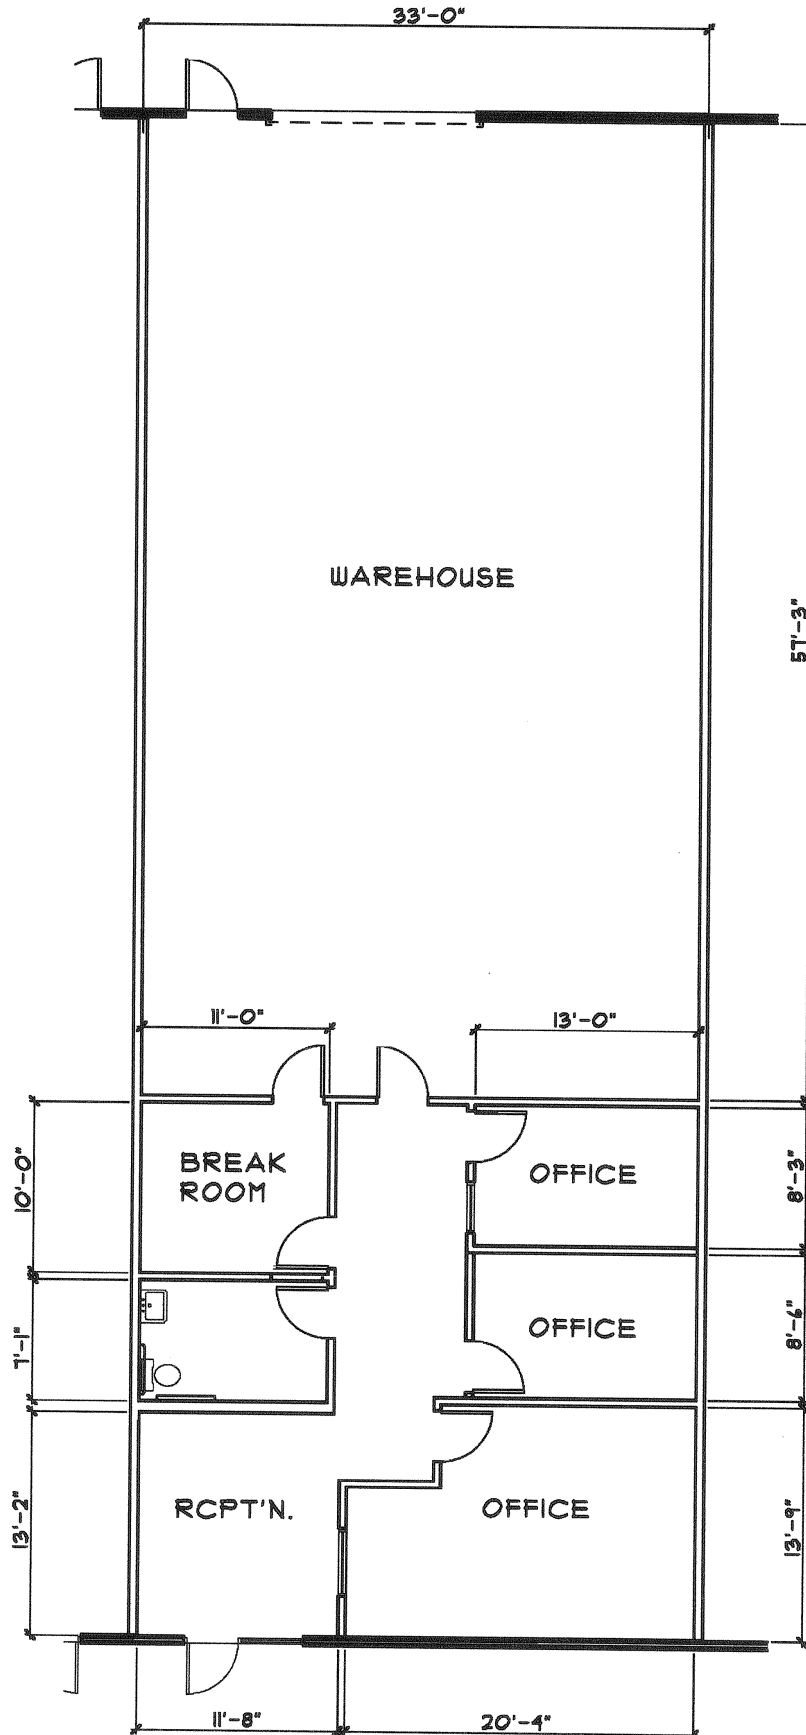 33'-0"
WAREHOUSE
57'-3"
11'-0"
13'-0"
BREAK
ROOM
OFFICE
10'-0"
8'-3"
OFFICE
7'-1"
8'-6"
RCPT'N.
OFFICE
13'-2"
13'-9"
11'-8"
20'-4"